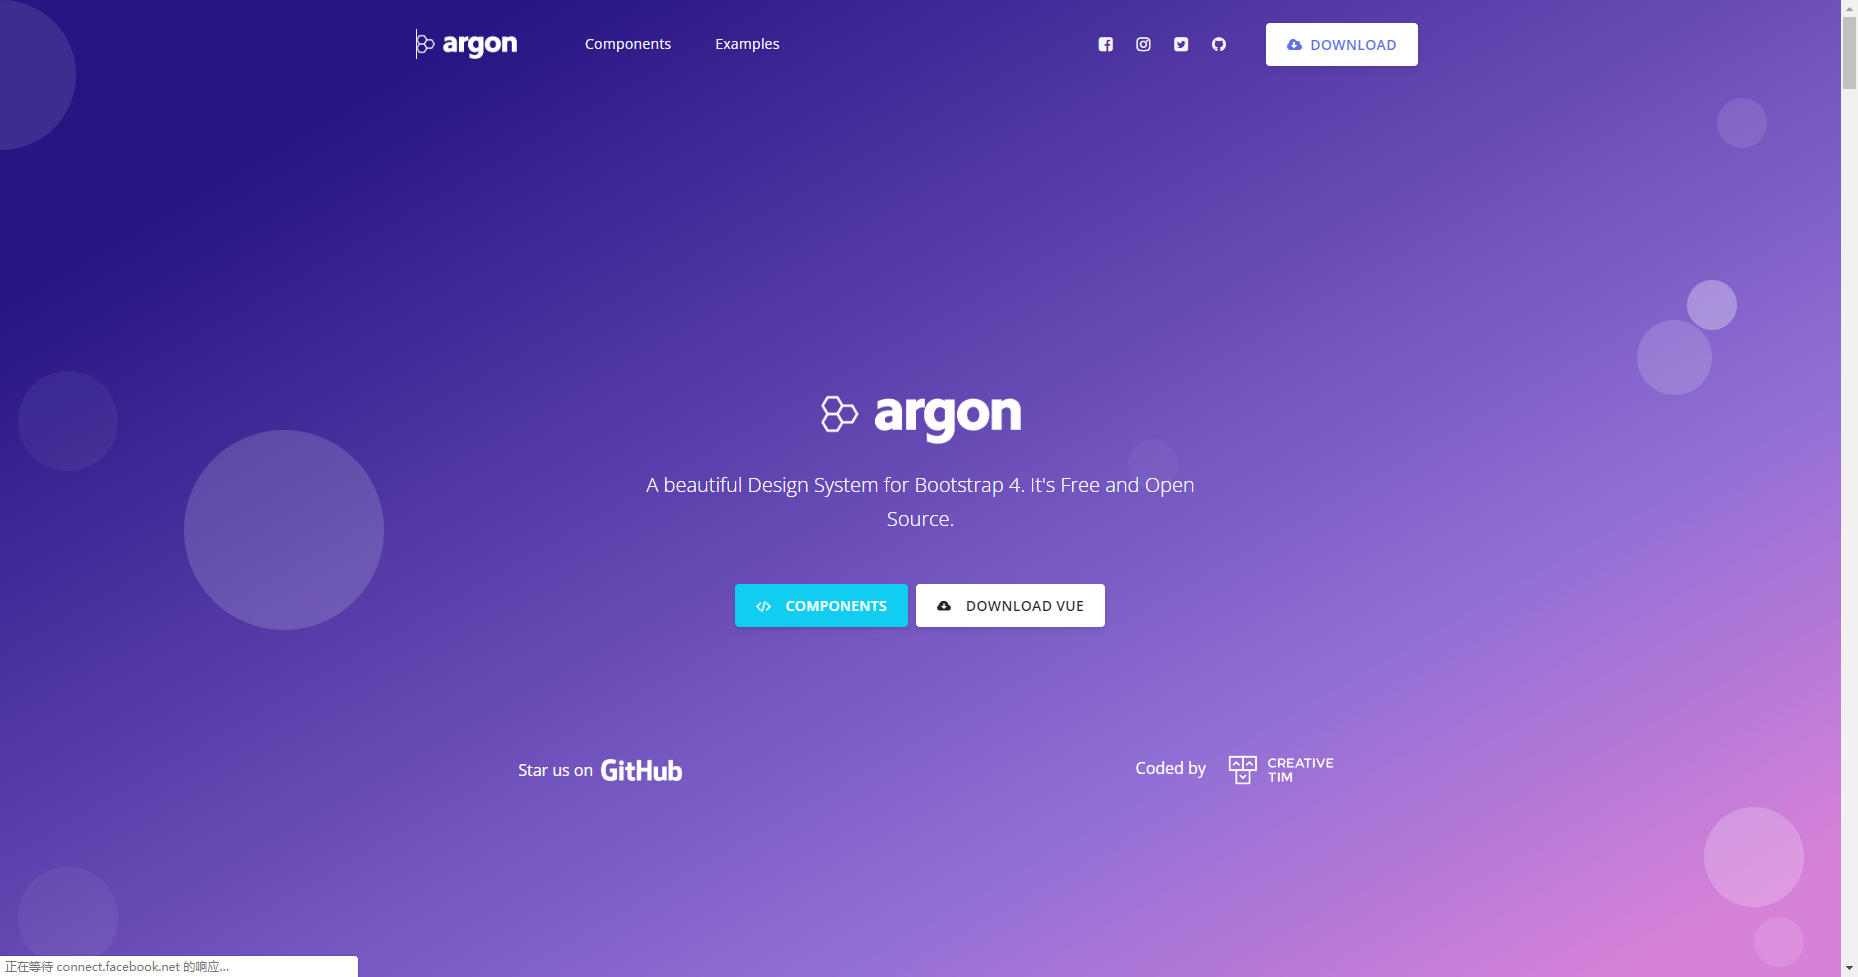 argon
Components
Examples
DOWNLOAD
argon
A beautiful Design System for Bootstrap 4. It's Free and Open
Source.
COMPONENTS
DOWNLOAD VUE
Star us on GitHub
Coded by
CREATIVE
TIM
正在等待 connect.facebook.net 的响应...